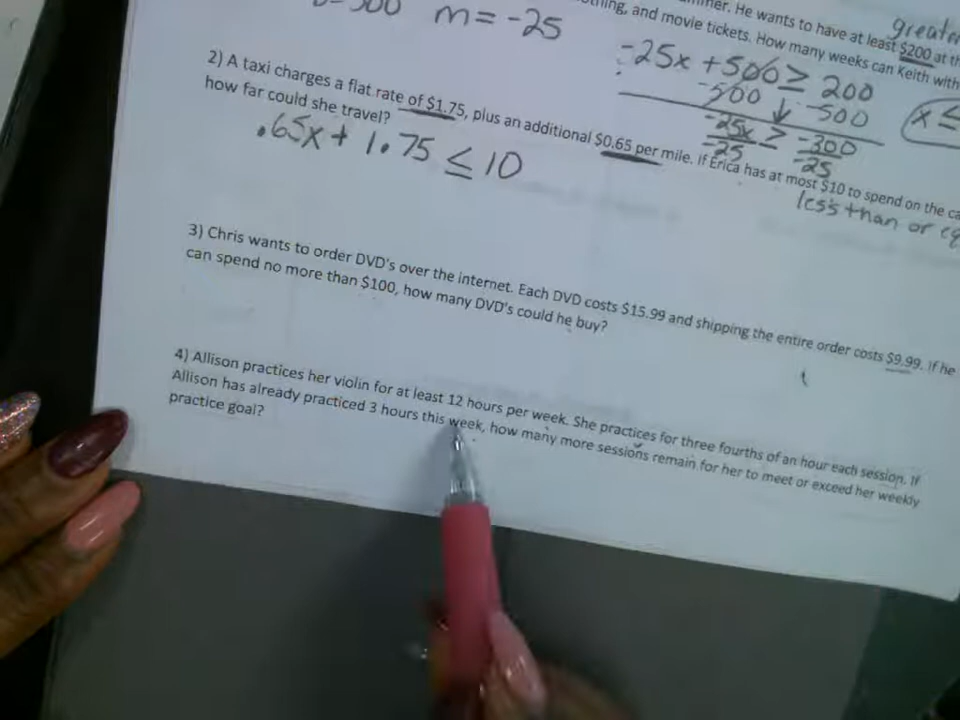 m = -25
mmer. He wants to have at least $200 at th
thing, and movie tickets. How many weeks can Keith with
-25x + 500 ≥ 200
-500 ↓ -500
-25x ≥ -300
-25 -25
x ≤
2) A taxi charges a flat rate of $1.75, plus an additional $0.65 per mile. If Erica has at most $10 to spend on the ca
how far could she travel?
less than or eq
.65x + 1.75 ≤ 10
3) Chris wants to order DVD's over the internet. Each DVD costs $15.99 and shipping the entire order costs $9.99. If he
can spend no more than $100, how many DVD's could he buy?
4) Allison practices her violin for at least 12 hours per week. She practices for three fourths of an hour each session. If
Allison has already practiced 3 hours this week, how many more sessions remain for her to meet or exceed her weekly
practice goal?